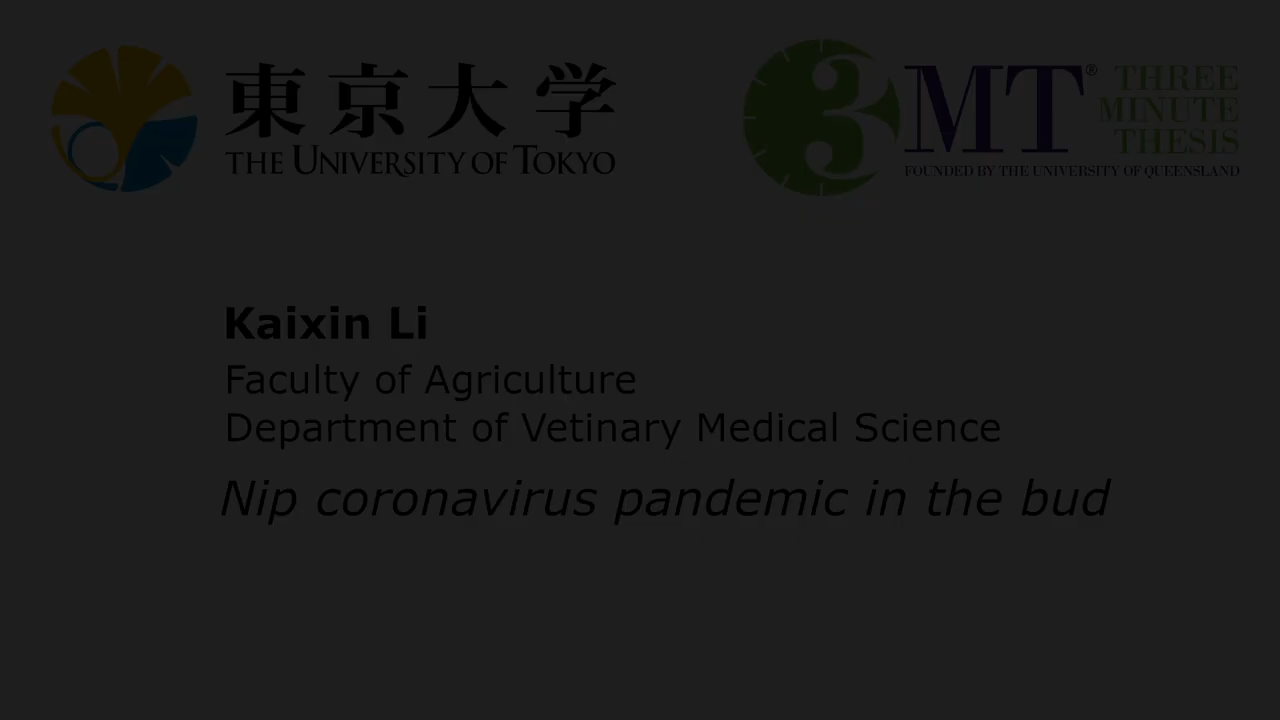 東京大学
THE UNIVERSITY OF TOKYO
3MT® THREE
MINUTE
THESIS
FOUNDED BY THE UNIVERSITY OF QUEENSLAND
Kaixin Li
Faculty of Agriculture
Department of Vetinary Medical Science
Nip coronavirus pandemic in the bud